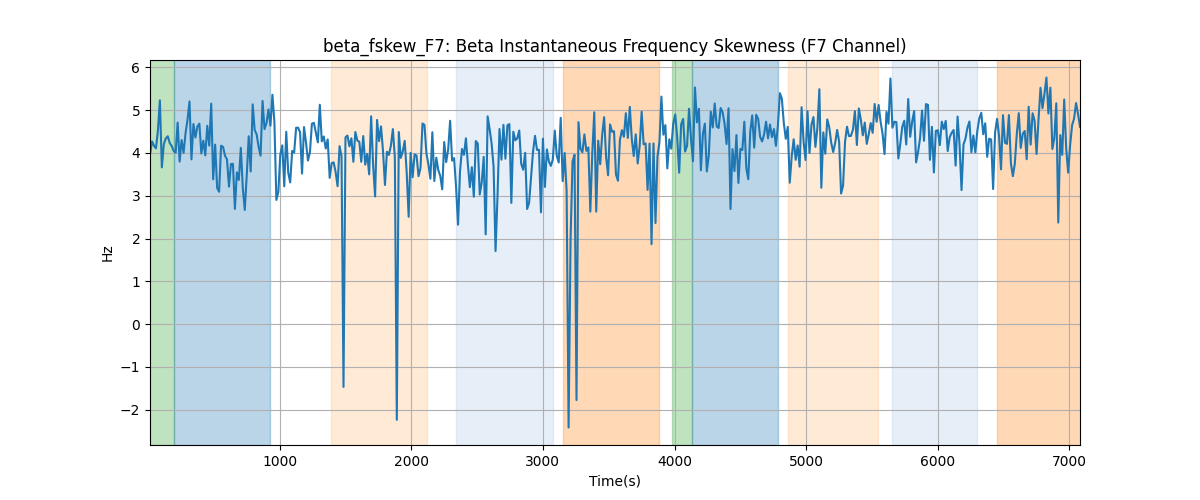 beta_fskew_F7: Beta Instantaneous Frequency Skewness (F7 Channel)
6
5
4
3
2
1
0
−1
−2
Hz
1000 2000 3000 4000 5000 6000 7000
Time(s)